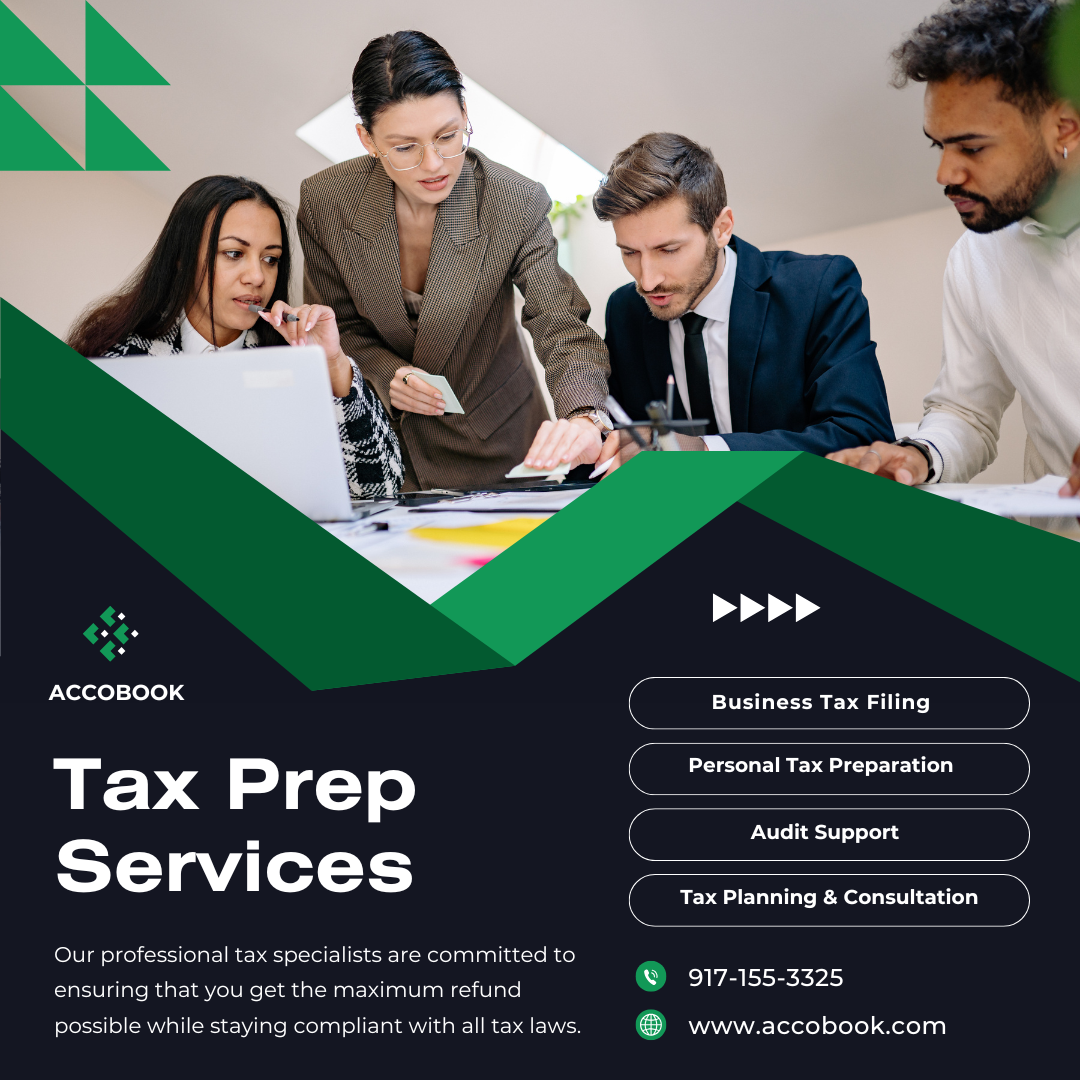 ACCOBOOK
Tax Prep
Services
Our professional tax specialists are committed to
ensuring that you get the maximum refund
possible while staying compliant with all tax laws.
Business Tax Filing
Personal Tax Preparation
Audit Support
Tax Planning & Consultation
917-155-3325
www.accobook.com